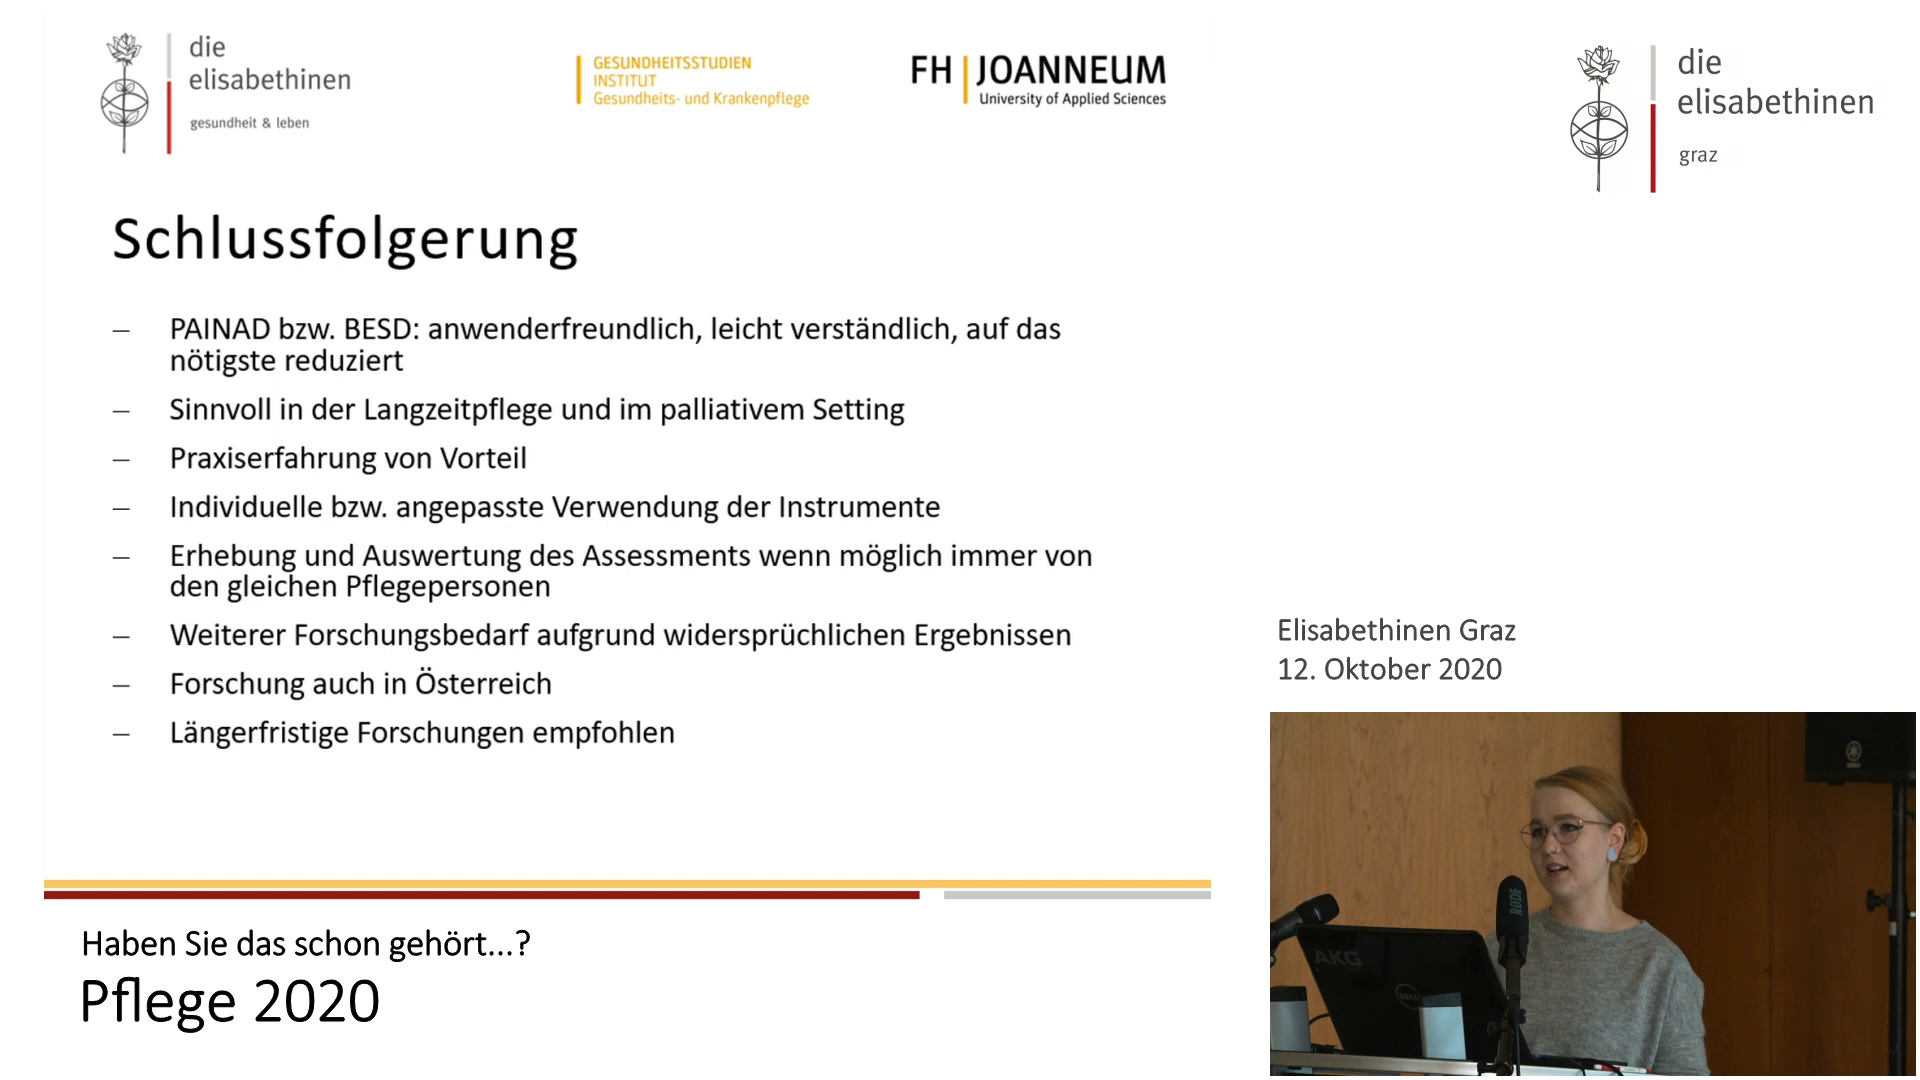 die
elisabethinen
gesundheit & leben
GESUNDHEITSSTUDIEN
INSTITUT
Gesundheits- und Krankenpflege
FH JOANNEUM
University of Applied Sciences
die
elisabethinen
graz
Schlussfolgerung
– PAINAD bzw. BESD: anwenderfreundlich, leicht verständlich, auf das
nötigste reduziert
– Sinnvoll in der Langzeitpflege und im palliativem Setting
– Praxiserfahrung von Vorteil
– Individuelle bzw. angepasste Verwendung der Instrumente
– Erhebung und Auswertung des Assessments wenn möglich immer von
den gleichen Pflegepersonen
– Weiterer Forschungsbedarf aufgrund widersprüchlichen Ergebnissen
– Forschung auch in Österreich
– Längerfristige Forschungen empfohlen
Elisabethinen Graz
12. Oktober 2020
RØDE
AKG
DELL
Haben Sie das schon gehört...?
Pflege 2020